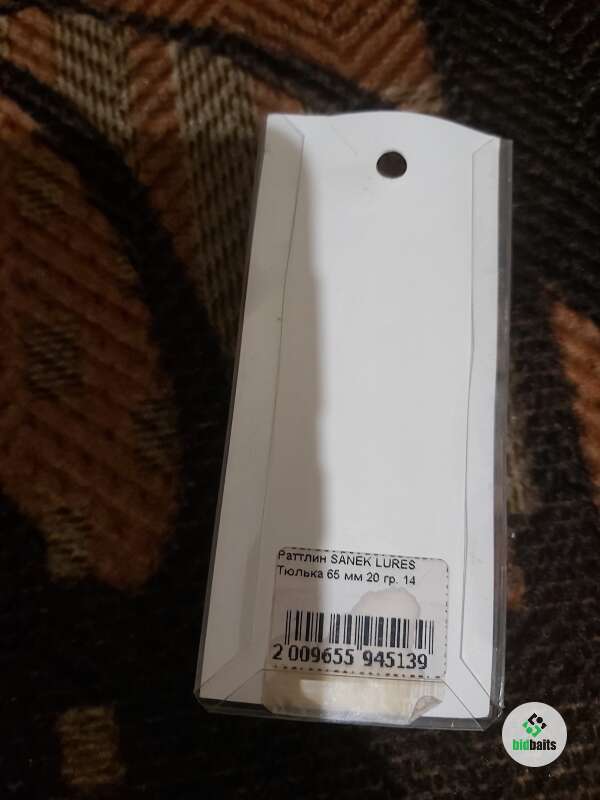 Раттлин SANEK LURES
Тюлька 65 мм 20 гр. 14
2 009655 945139
bidbaits